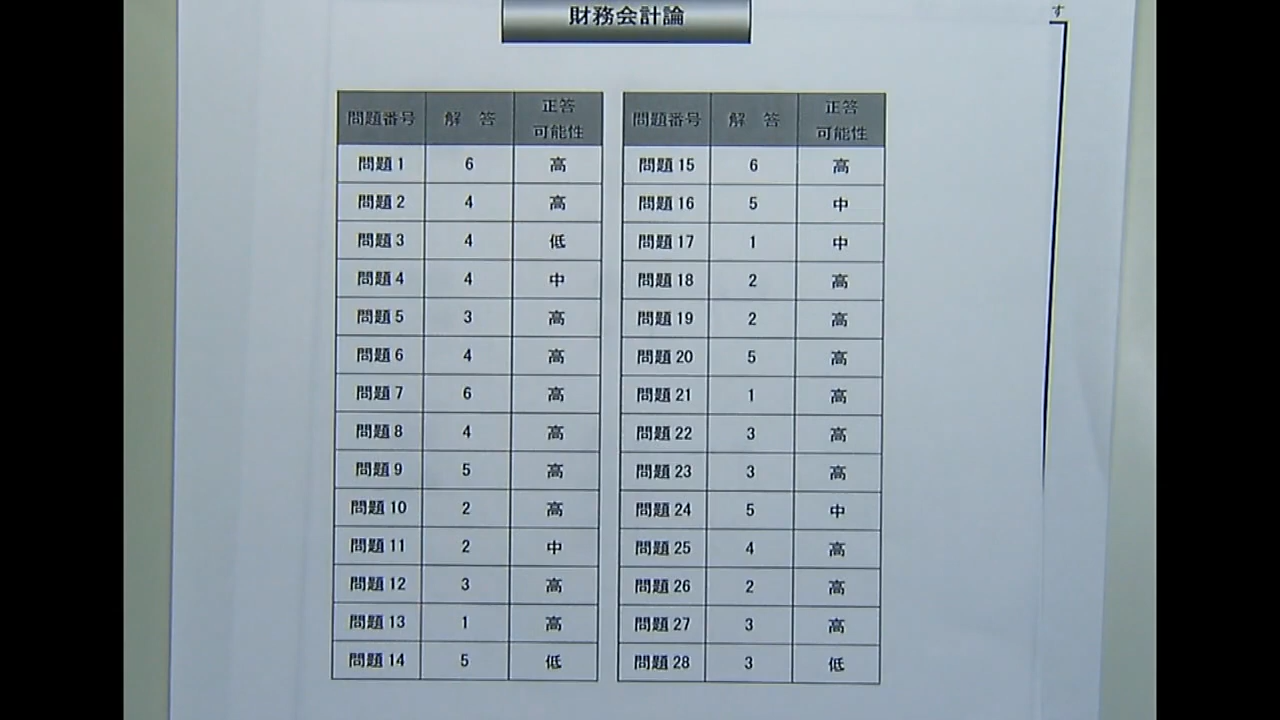 財務会計論
す
問題番号 解 答 正答可能性
問題1 6 高
問題2 4 高
問題3 4 低
問題4 4 中
問題5 3 高
問題6 4 高
問題7 6 高
問題8 4 高
問題9 5 高
問題10 2 高
問題11 2 中
問題12 3 高
問題13 1 高
問題14 5 低
問題番号 解 答 正答可能性
問題15 6 高
問題16 5 中
問題17 1 中
問題18 2 高
問題19 2 高
問題20 5 高
問題21 1 高
問題22 3 高
問題23 3 高
問題24 5 中
問題25 4 高
問題26 2 高
問題27 3 高
問題28 3 低